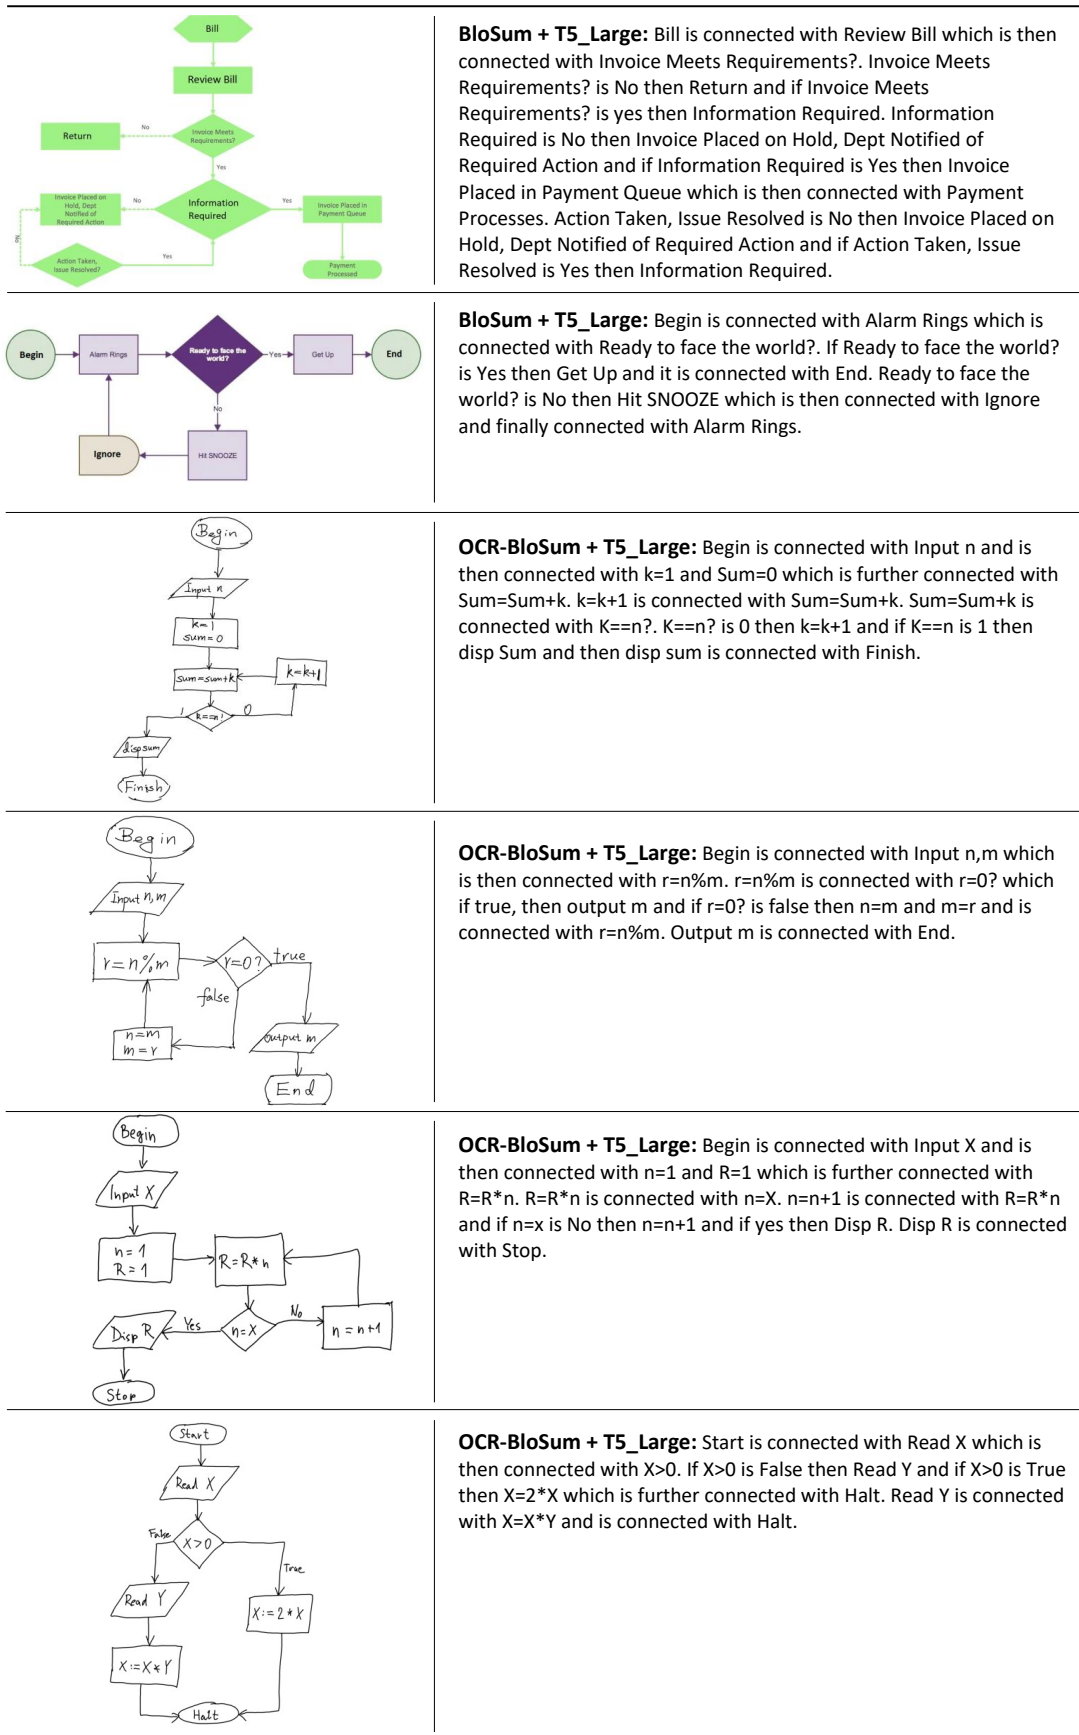 Bill
Review Bill
Invoice Meets
Requirements?
No
Return
Yes
Information
Required
No
Invoice Placed on
Hold, Dept
Notified of
Required Action
Yes
Invoice Placed in
Payment Queue
No
Action Taken,
Issue Resolved?
Yes
Payment
Processed
BloSum + T5_Large: Bill is connected with Review Bill which is then
connected with Invoice Meets Requirements?. Invoice Meets
Requirements? is No then Return and if Invoice Meets
Requirements? is yes then Information Required. Information
Required is No then Invoice Placed on Hold, Dept Notified of
Required Action and if Information Required is Yes then Invoice
Placed in Payment Queue which is then connected with Payment
Processes. Action Taken, Issue Resolved is No then Invoice Placed on
Hold, Dept Notified of Required Action and if Action Taken, Issue
Resolved is Yes then Information Required.
Begin
Alarm Rings
Ready to face the
world?
Yes
Get Up
End
No
Ignore
Hit SNOOZE
BloSum + T5_Large: Begin is connected with Alarm Rings which is
connected with Ready to face the world?. If Ready to face the world?
is Yes then Get Up and it is connected with End. Ready to face the
world? is No then Hit SNOOZE which is then connected with Ignore
and finally connected with Alarm Rings.
Begin
Input n
k=1
sum=0
sum=sum+k
k=k+1
1
k==n?
0
disp sum
Finish
OCR-BloSum + T5_Large: Begin is connected with Input n and is
then connected with k=1 and Sum=0 which is further connected with
Sum=Sum+k. k=k+1 is connected with Sum=Sum+k. Sum=Sum+k is
connected with K==n?. K==n? is 0 then k=k+1 and if K==n is 1 then
disp Sum and then disp sum is connected with Finish.
Begin
Input n,m
r=n%m
r=0?
true
false
n=m
m=r
output m
End
OCR-BloSum + T5_Large: Begin is connected with Input n,m which
is then connected with r=n%m. r=n%m is connected with r=0? which
if true, then output m and if r=0? is false then n=m and m=r and is
connected with r=n%m. Output m is connected with End.
Begin
Input X
n=1
R=1
R=R*n
Disp R
Yes
n=X
No
n=n+1
Stop
OCR-BloSum + T5_Large: Begin is connected with Input X and is
then connected with n=1 and R=1 which is further connected with
R=R*n. R=R*n is connected with n=X. n=n+1 is connected with R=R*n
and if n=x is No then n=n+1 and if yes then Disp R. Disp R is connected
with Stop.
Start
Read X
False
X>0
True
Read Y
X:=2*X
X:=X*Y
Halt
OCR-BloSum + T5_Large: Start is connected with Read X which is
then connected with X>0. If X>0 is False then Read Y and if X>0 is True
then X=2*X which is further connected with Halt. Read Y is connected
with X=X*Y and is connected with Halt.